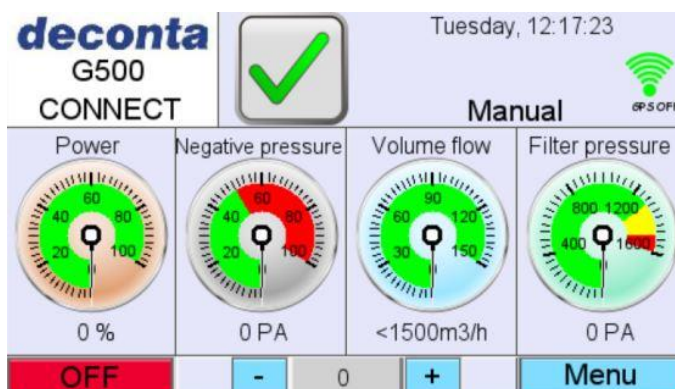 deconta
G500
CONNECT
Tuesday, 12:17:23
Manual
GPS OFF
Power
Negative pressure
Volume flow
Filter pressure
20 40 60 80 100
20 40 60 80 100
30 60 90 120 150
400 800 1200 1600
0 %
0 PA
<1500m3/h
0 PA
OFF
-
0
+
Menu